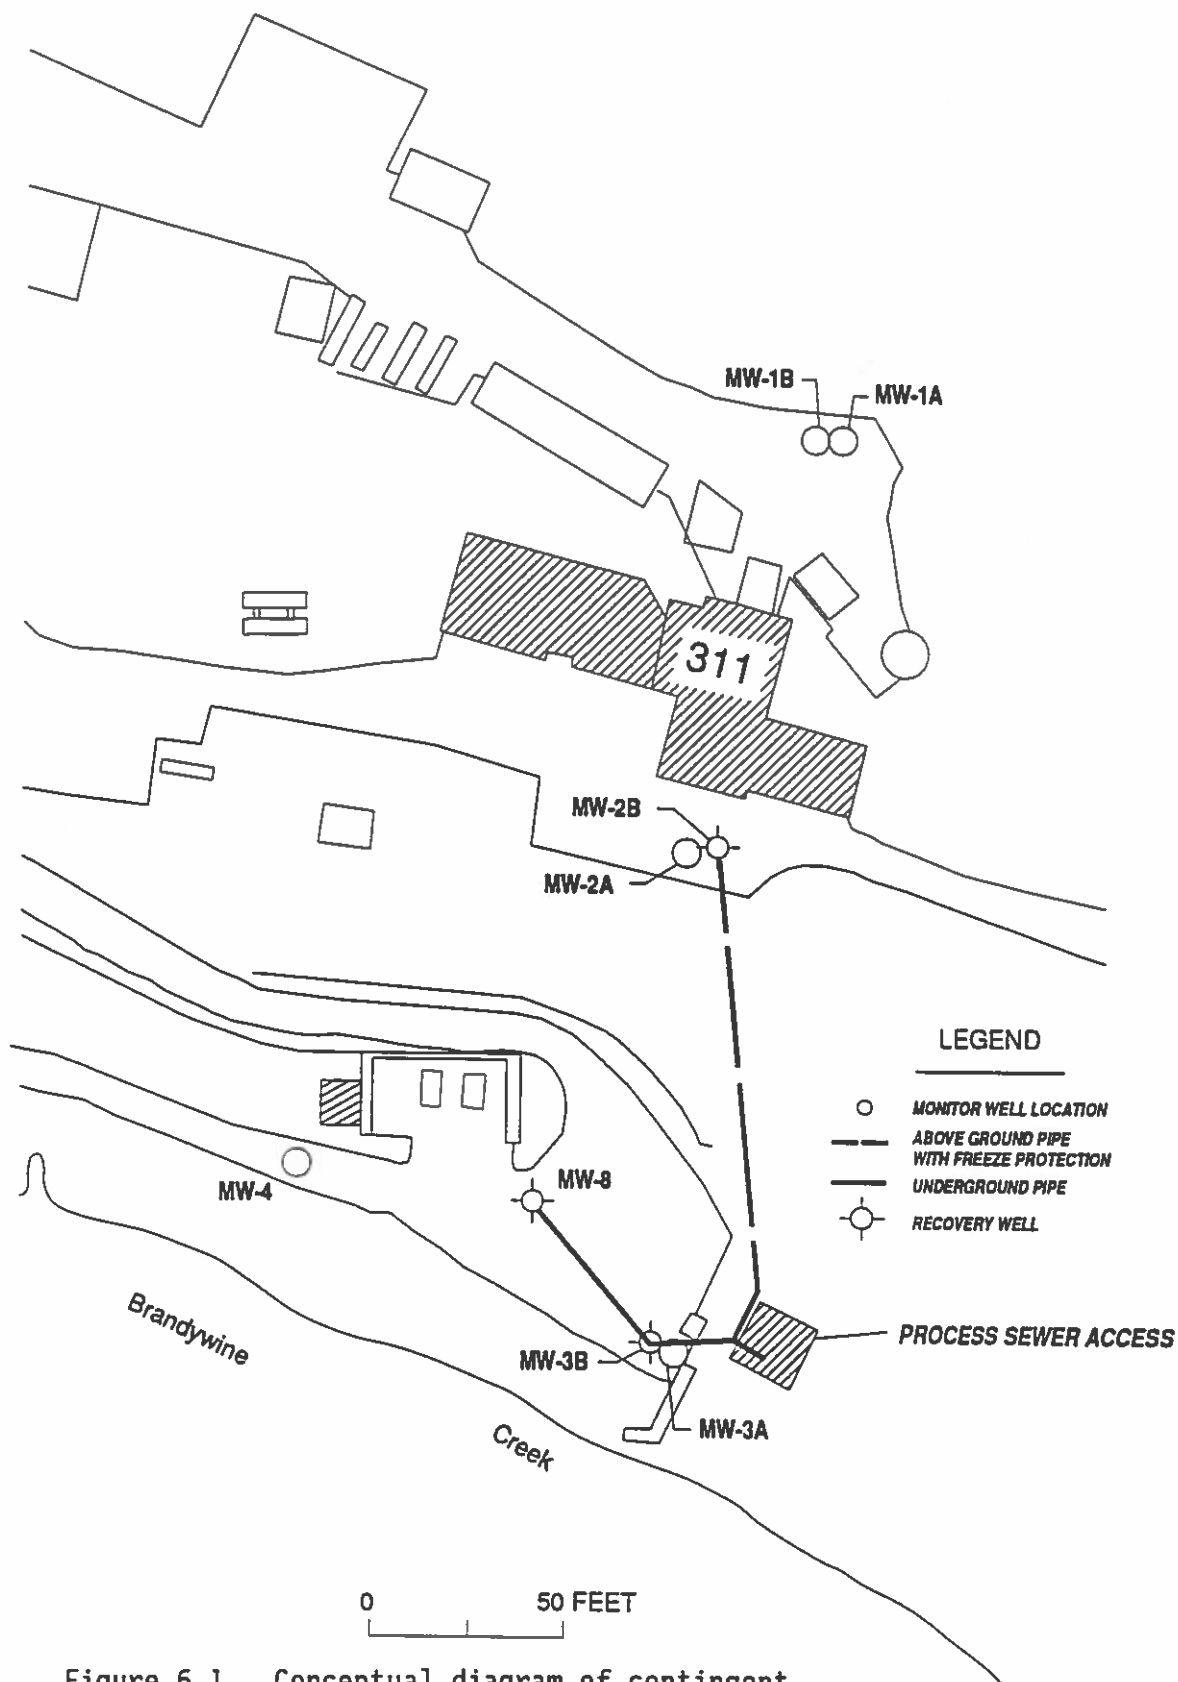 MW-1B
MW-1A
311
MW-2B
MW-2A
LEGEND
MONITOR WELL LOCATION
ABOVE GROUND PIPE
WITH FREEZE PROTECTION
UNDERGROUND PIPE
RECOVERY WELL
MW-8
MW-4
PROCESS SEWER ACCESS
MW-3B
MW-3A
Brandywine
Creek
0 50 FEET
Figure 6.1 Conceptual diagram of contingent